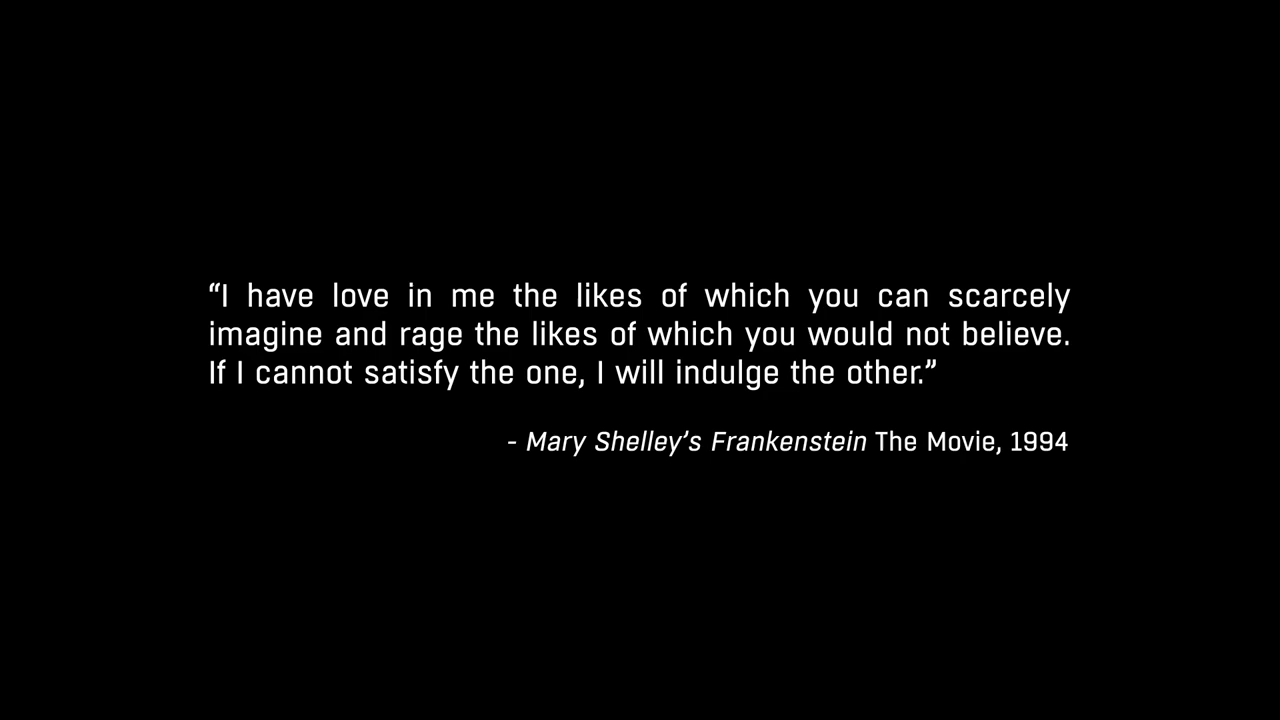 “I have love in me the likes of which you can scarcely
imagine and rage the likes of which you would not believe.
If I cannot satisfy the one, I will indulge the other.”
- Mary Shelley’s Frankenstein The Movie, 1994